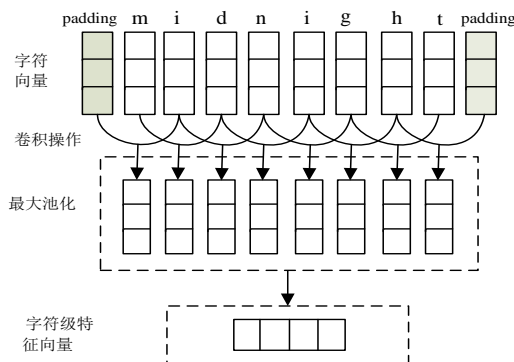 padding m i d n i g h t padding
字符
向量
卷积操作
最大池化
字符级特
征向量